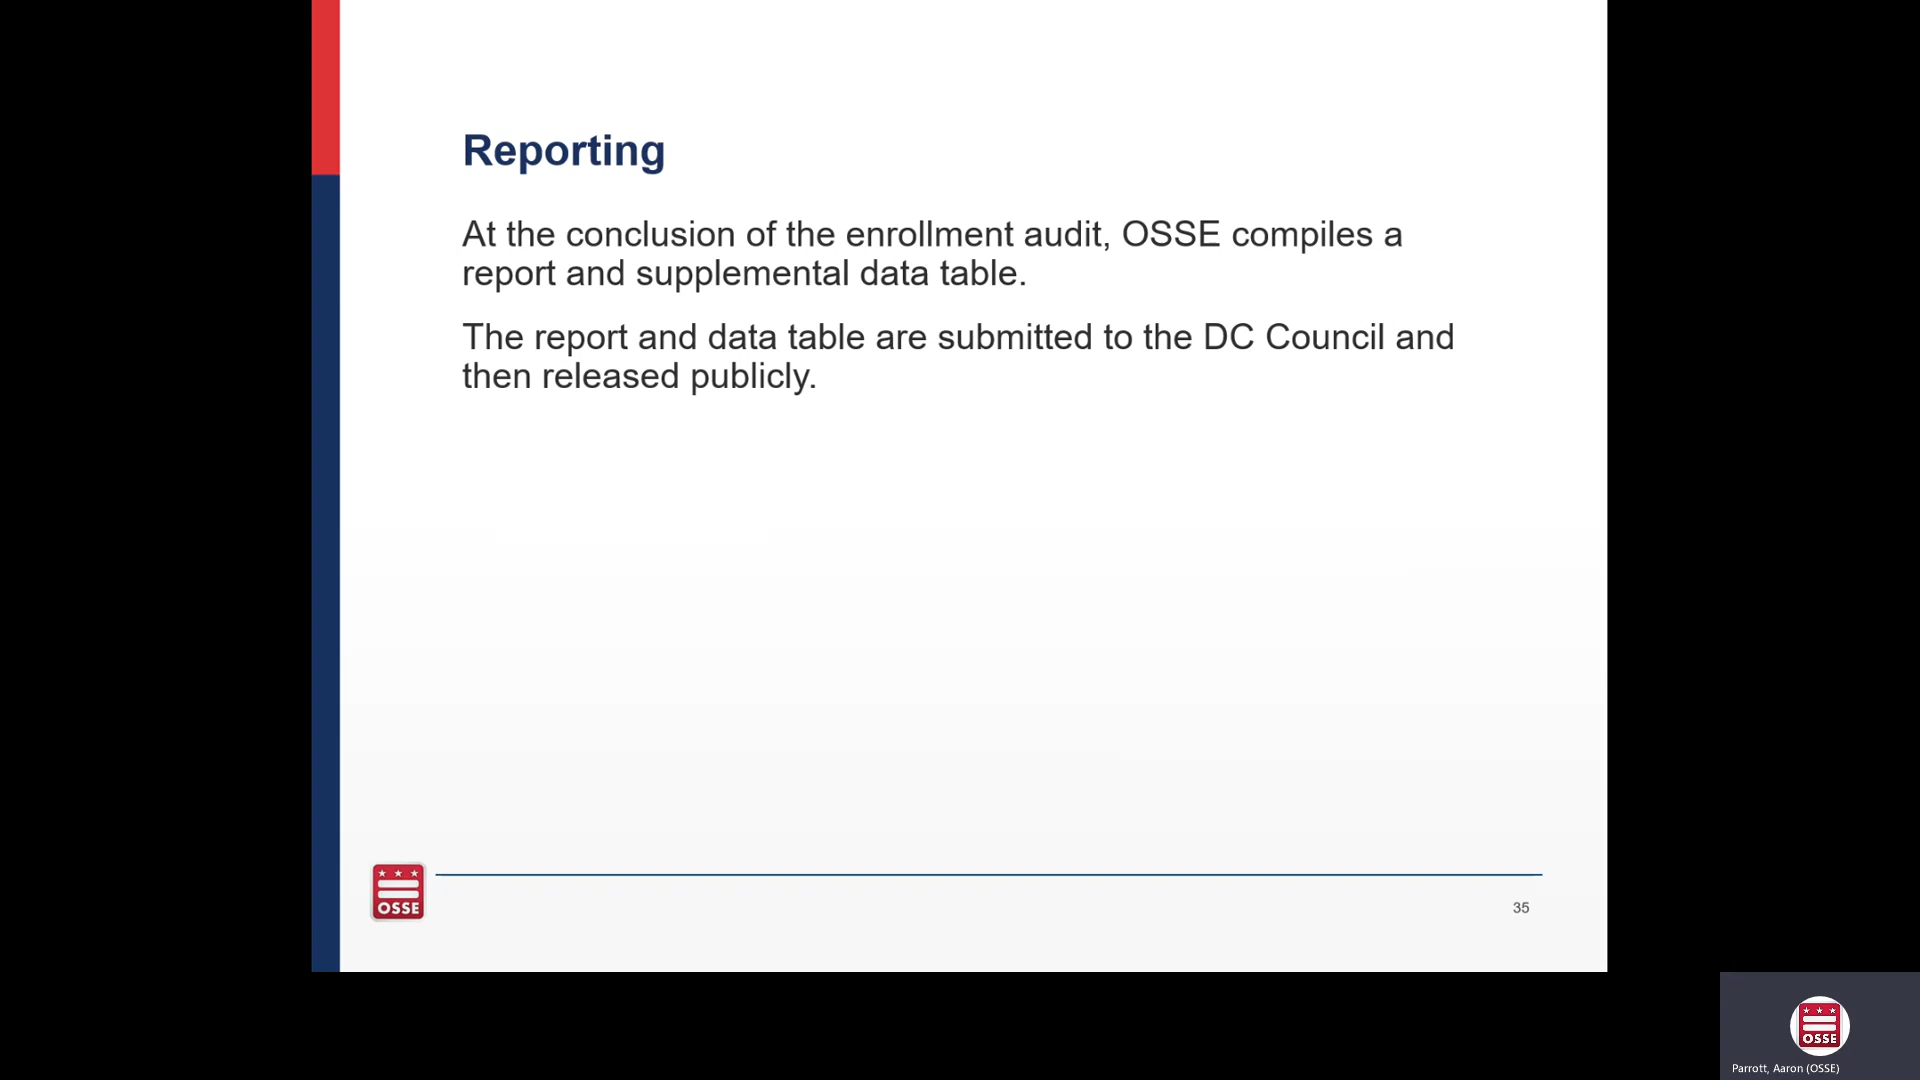 Reporting
At the conclusion of the enrollment audit, OSSE compiles a
report and supplemental data table.
The report and data table are submitted to the DC Council and
then released publicly.
OSSE
35
OSSE
Parrott, Aaron (OSSE)